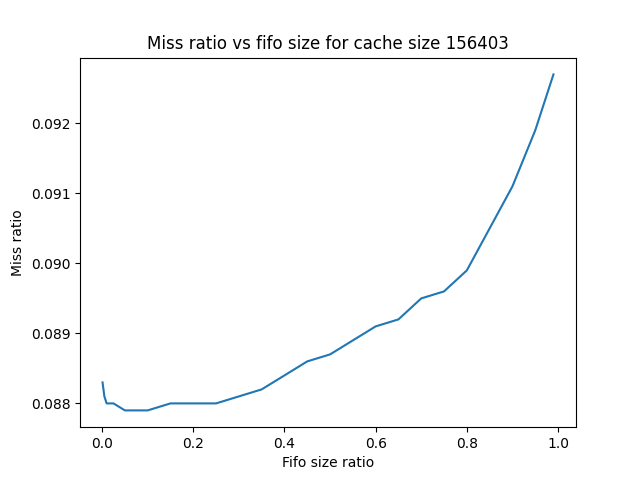 Miss ratio vs fifo size for cache size 156403
0.092
0.091
0.090
0.089
0.088
Miss ratio
0.0 0.2 0.4 0.6 0.8 1.0
Fifo size ratio